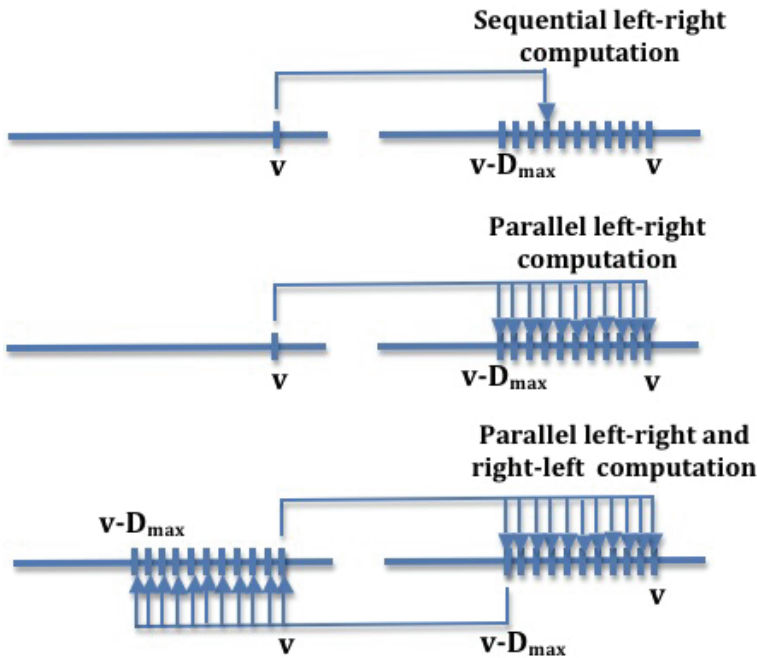 Sequential left-right
computation
v
v-Dmax
v
Parallel left-right
computation
v
v-Dmax
v
Parallel left-right and
right-left computation
v-Dmax
v
v
v-Dmax